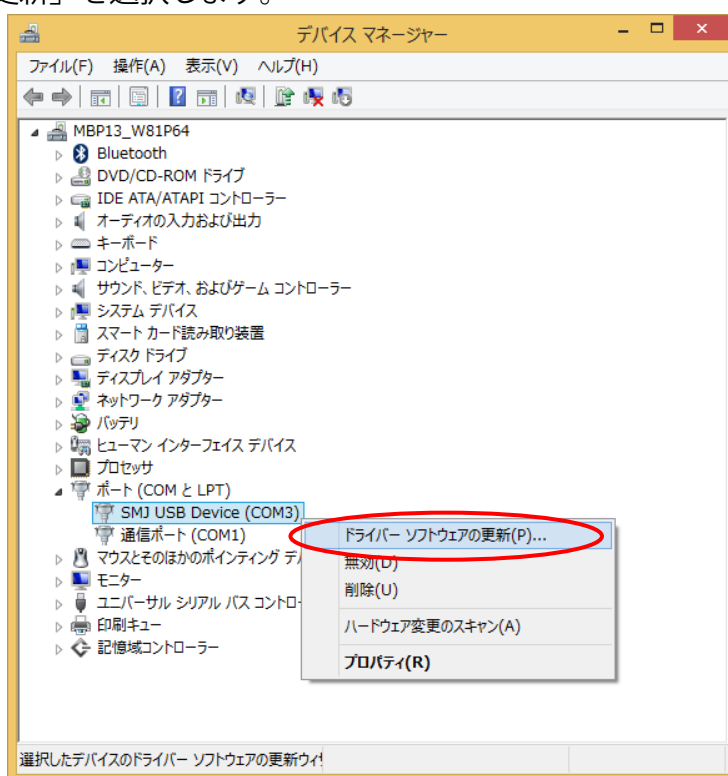 更新」を選択します。
デバイス マネージャー
ファイル(F) 操作(A) 表示(V) ヘルプ(H)
MBP13_W81P64
Bluetooth
DVD/CD-ROM ドライブ
IDE ATA/ATAPI コントローラー
オーディオの入力および出力
キーボード
コンピューター
サウンド、ビデオ、およびゲーム コントローラー
システム デバイス
スマート カード読み取り装置
ディスク ドライブ
ディスプレイ アダプター
ネットワーク アダプター
バッテリ
ヒューマン インターフェイス デバイス
プロセッサ
ポート (COM と LPT)
SMJ USB Device (COM3)
通信ポート (COM1)
マウスとそのほかのポインティング デ
モニター
ユニバーサル シリアル バス コントロー
印刷キュー
記憶域コントローラー
ドライバー ソフトウェアの更新(P)...
無効(D)
削除(U)
ハードウェア変更のスキャン(A)
プロパティ(R)
選択したデバイスのドライバー ソフトウェアの更新ウィ